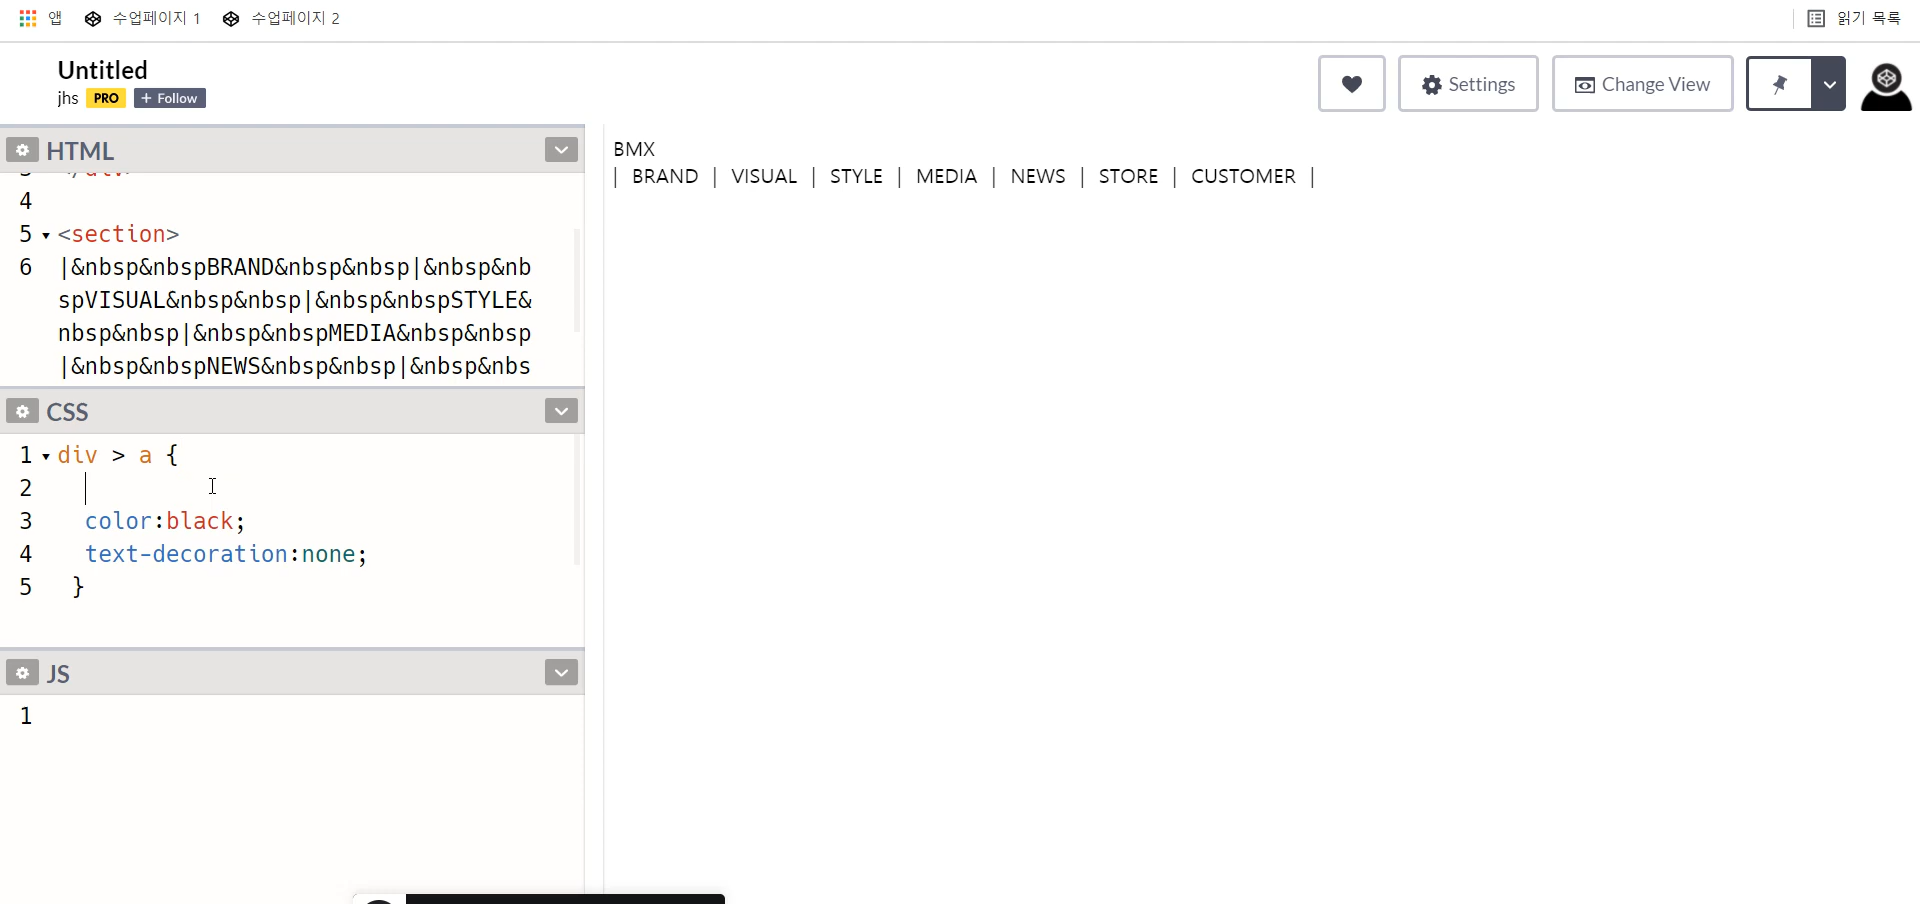 앱 수업페이지 1 수업페이지 2 읽기 목록
Untitled
jhs PRO + Follow
Settings Change View
HTML
4
5 <section>
6 |&nbsp&nbspBRAND&nbsp&nbsp|&nbsp&nb
spVISUAL&nbsp&nbsp|&nbsp&nbspSTYLE&
nbsp&nbsp|&nbsp&nbspMEDIA&nbsp&nbsp
|&nbsp&nbspNEWS&nbsp&nbsp|&nbsp&nbs
CSS
1 div > a {
2
3 color:black;
4 text-decoration:none;
5 }
JS
1
BMX
| BRAND | VISUAL | STYLE | MEDIA | NEWS | STORE | CUSTOMER |